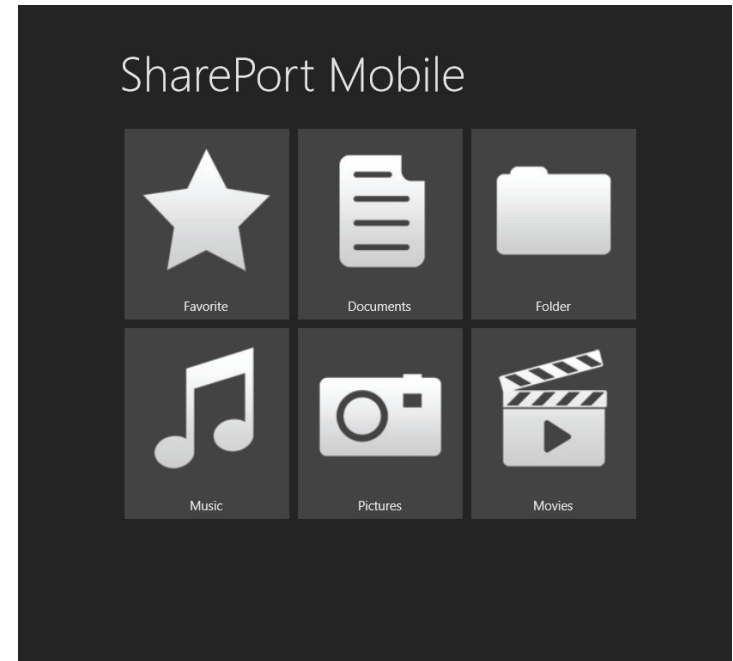 SharePort Mobile
Favorite
Documents
Folder
Music
Pictures
Movies